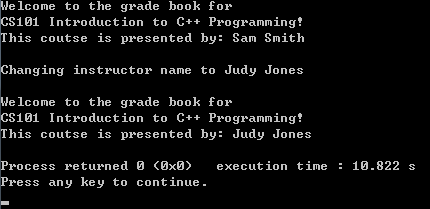 Welcome to the grade book for
CS101 Introduction to C++ Programming!
This coutse is presented by: Sam Smith
Changing instructor name to Judy Jones
Welcome to the grade book for
CS101 Introduction to C++ Programming!
This coutse is presented by: Judy Jones
Process returned 0 (0x0)   execution time : 10.822 s
Press any key to continue.